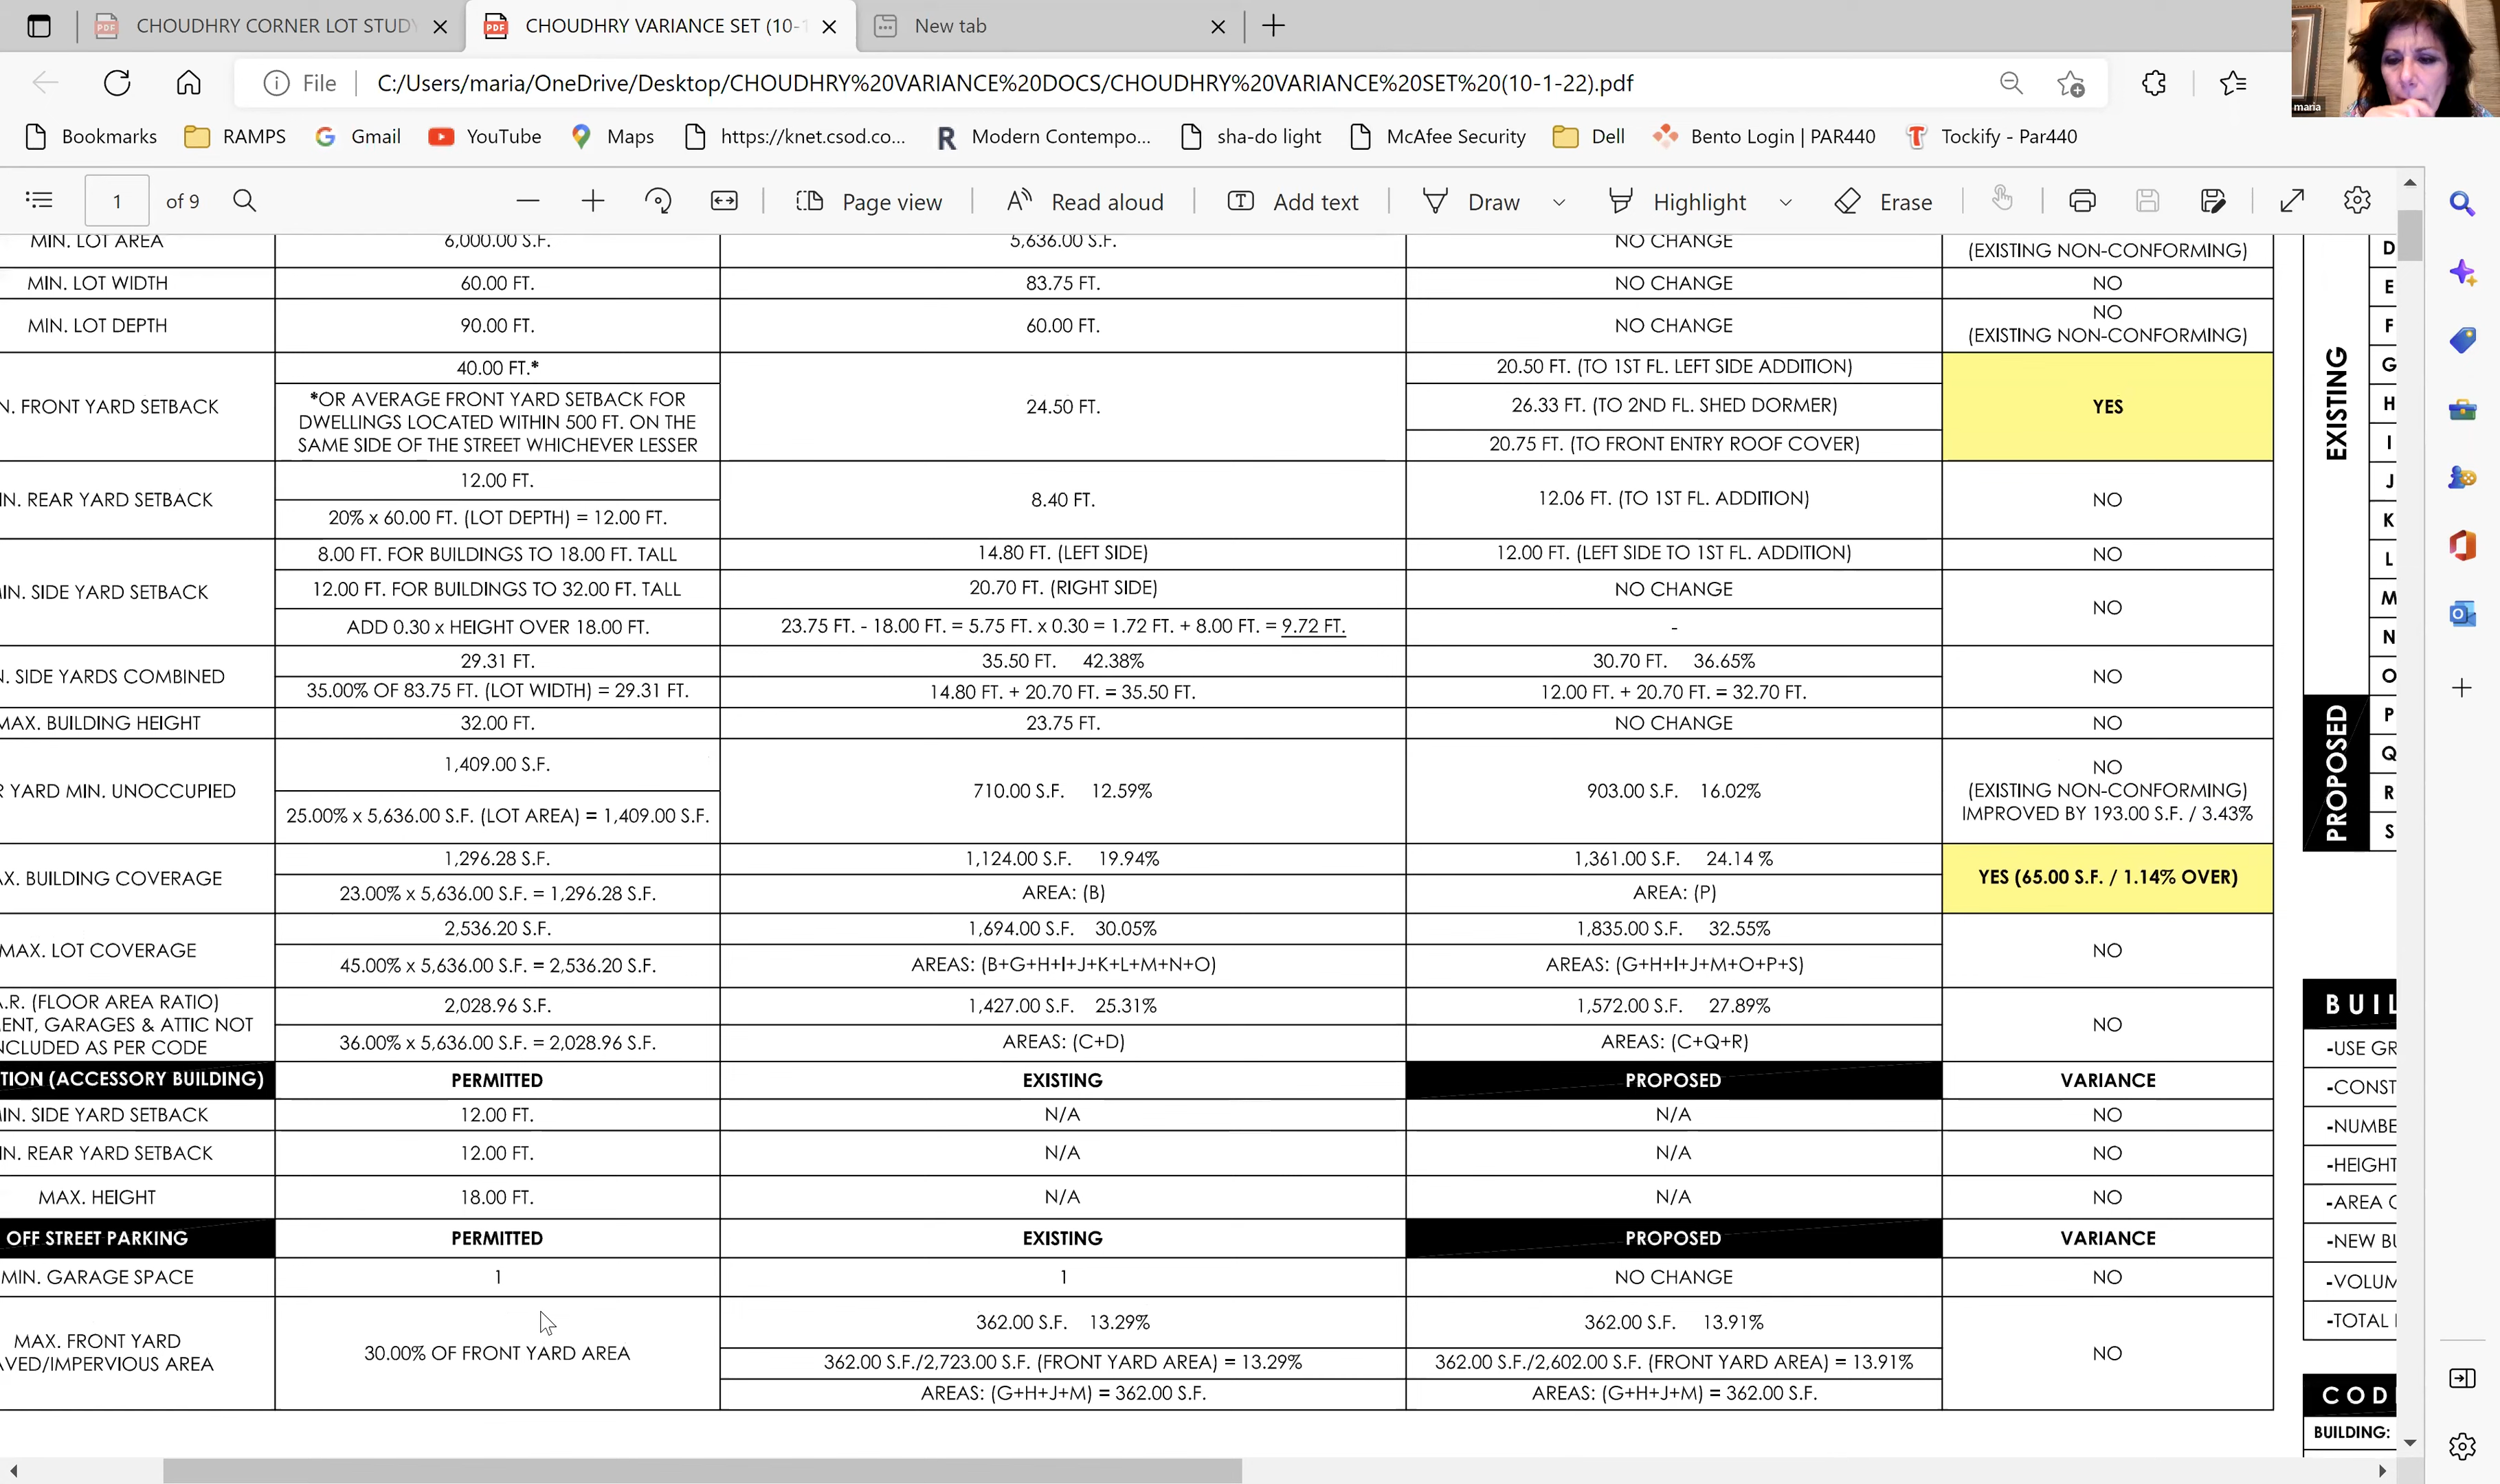 CHOUDHRY CORNER LOT STUDY
CHOUDHRY VARIANCE SET (10-1
New tab
File
C:/Users/maria/OneDrive/Desktop/CHOUDHRY%20VARIANCE%20DOCS/CHOUDHRY%20VARIANCE%20SET%20(10-1-22).pdf
maria
Bookmarks RAMPS Gmail YouTube Maps https://knet.csod.co... Modern Contempo... sha-do light McAfee Security Dell Bento Login | PAR440 Tockify - Par440
1 of 9 Page view Read aloud Add text Draw Highlight Erase
MIN. LOT AREA 6,000.00 S.F. 5,636.00 S.F. NO CHANGE
(EXISTING NON-CONFORMING)
MIN. LOT WIDTH 60.00 FT. 83.75 FT. NO CHANGE NO
MIN. LOT DEPTH 90.00 FT. 60.00 FT. NO CHANGE NO
(EXISTING NON-CONFORMING)
N. FRONT YARD SETBACK
40.00 FT.*
*OR AVERAGE FRONT YARD SETBACK FOR
DWELLINGS LOCATED WITHIN 500 FT. ON THE
SAME SIDE OF THE STREET WHICHEVER LESSER
24.50 FT.
20.50 FT. (TO 1ST FL. LEFT SIDE ADDITION)
26.33 FT. (TO 2ND FL. SHED DORMER)
20.75 FT. (TO FRONT ENTRY ROOF COVER)
YES
IN. REAR YARD SETBACK
12.00 FT.
20% x 60.00 FT. (LOT DEPTH) = 12.00 FT.
8.40 FT.
12.06 FT. (TO 1ST FL. ADDITION)
NO
IN. SIDE YARD SETBACK
8.00 FT. FOR BUILDINGS TO 18.00 FT. TALL
12.00 FT. FOR BUILDINGS TO 32.00 FT. TALL
ADD 0.30 x HEIGHT OVER 18.00 FT.
14.80 FT. (LEFT SIDE)
20.70 FT. (RIGHT SIDE)
23.75 FT. - 18.00 FT. = 5.75 FT. x 0.30 = 1.72 FT. + 8.00 FT. = 9.72 FT.
12.00 FT. (LEFT SIDE TO 1ST FL. ADDITION)
NO CHANGE
-
NO
NO
N. SIDE YARDS COMBINED
29.31 FT.
35.00% OF 83.75 FT. (LOT WIDTH) = 29.31 FT.
35.50 FT. 42.38%
14.80 FT. + 20.70 FT. = 35.50 FT.
30.70 FT. 36.65%
12.00 FT. + 20.70 FT. = 32.70 FT.
NO
MAX. BUILDING HEIGHT 32.00 FT. 23.75 FT. NO CHANGE NO
R YARD MIN. UNOCCUPIED
1,409.00 S.F.
25.00% x 5,636.00 S.F. (LOT AREA) = 1,409.00 S.F.
710.00 S.F. 12.59%
903.00 S.F. 16.02%
NO
(EXISTING NON-CONFORMING)
IMPROVED BY 193.00 S.F. / 3.43%
AX. BUILDING COVERAGE
1,296.28 S.F.
23.00% x 5,636.00 S.F. = 1,296.28 S.F.
1,124.00 S.F. 19.94%
AREA: (B)
1,361.00 S.F. 24.14 %
AREA: (P)
YES (65.00 S.F. / 1.14% OVER)
MAX. LOT COVERAGE
2,536.20 S.F.
45.00% x 5,636.00 S.F. = 2,536.20 S.F.
1,694.00 S.F. 30.05%
AREAS: (B+G+H+I+J+K+L+M+N+O)
1,835.00 S.F. 32.55%
AREAS: (G+H+I+J+M+O+P+S)
NO
A.R. (FLOOR AREA RATIO)
ENT, GARAGES & ATTIC NOT
NCLUDED AS PER CODE
2,028.96 S.F.
36.00% x 5,636.00 S.F. = 2,028.96 S.F.
1,427.00 S.F. 25.31%
AREAS: (C+D)
1,572.00 S.F. 27.89%
AREAS: (C+Q+R)
NO
TION (ACCESSORY BUILDING) PERMITTED EXISTING PROPOSED VARIANCE
IN. SIDE YARD SETBACK 12.00 FT. N/A N/A NO
IN. REAR YARD SETBACK 12.00 FT. N/A N/A NO
MAX. HEIGHT 18.00 FT. N/A N/A NO
OFF STREET PARKING PERMITTED EXISTING PROPOSED VARIANCE
MIN. GARAGE SPACE 1 1 NO CHANGE NO
MAX. FRONT YARD
AVED/IMPERVIOUS AREA
30.00% OF FRONT YARD AREA
362.00 S.F. 13.29%
362.00 S.F./2,723.00 S.F. (FRONT YARD AREA) = 13.29%
AREAS: (G+H+J+M) = 362.00 S.F.
362.00 S.F. 13.91%
362.00 S.F./2,602.00 S.F. (FRONT YARD AREA) = 13.91%
AREAS: (G+H+J+M) = 362.00 S.F.
NO
EXISTING
D
E
F
G
H
I
J
K
L
M
N
O
PROPOSED
P
Q
R
S
BUIL
-USE GR
-CONST
-NUMBE
-HEIGHT
-AREA C
-NEW BU
-VOLUM
-TOTAL
COD
BUILDING: